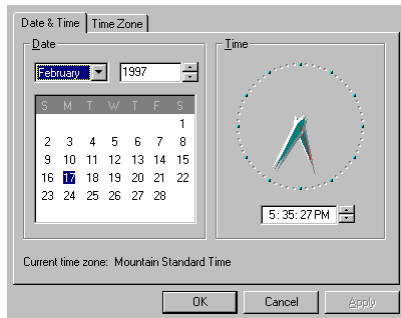 Date & Time Time Zone
Date
February 1997
S M T W T F S
1
2 3 4 5 6 7 8
9 10 11 12 13 14 15
16 17 18 19 20 21 22
23 24 25 26 27 28
Time
5:35:27 PM
Current time zone: Mountain Standard Time
OK Cancel Apply